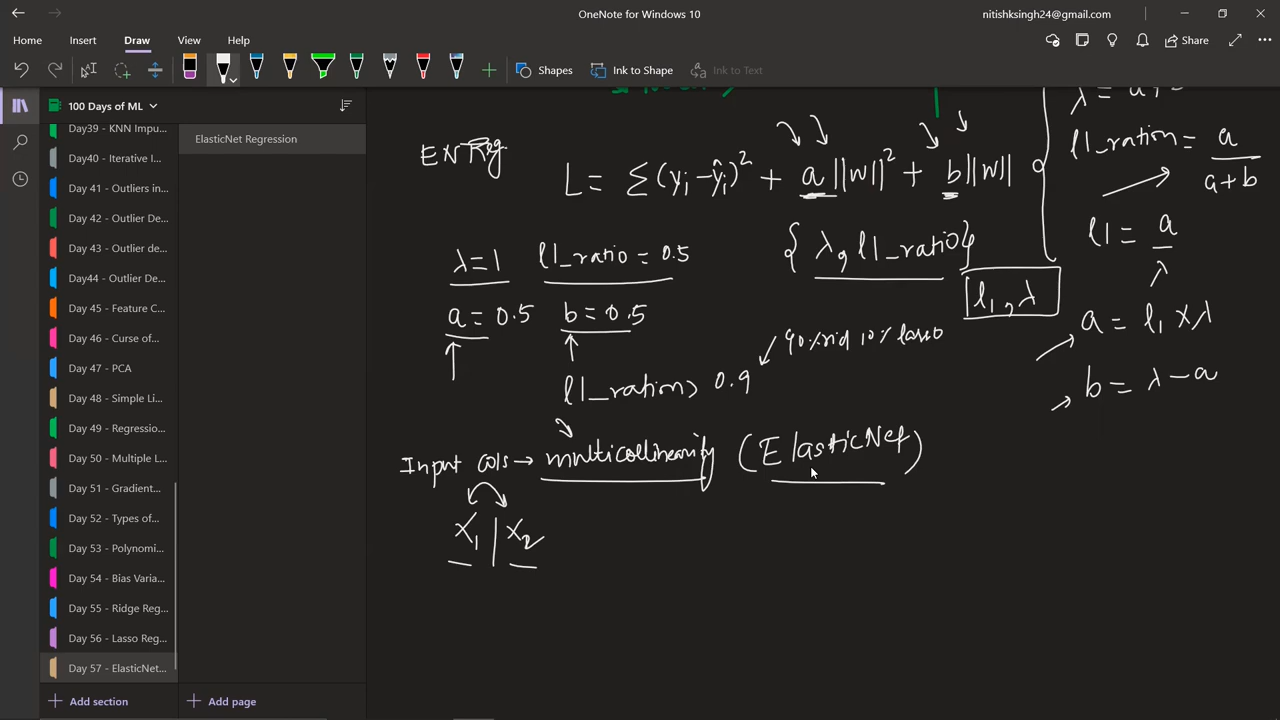 OneNote for Windows 10
nitishksingh24@gmail.com
Home Insert Draw View Help
Share
Shapes Ink to Shape Ink to Text
100 Days of ML
Day39 - KNN Impu...
Day40 - Iterative I...
Day 41 - Outliers in...
Day 42 - Outlier De...
Day 43 - Outlier de...
Day44 - Outlier De...
Day 45 - Feature C...
Day 46 - Curse of...
Day 47 - PCA
Day 48 - Simple Li...
Day 49 - Regressio...
Day 50 - Multiple L...
Day 51 - Gradient...
Day 52 - Types of...
Day 53 - Polynomi...
Day 54 - Bias Varia...
Day 55 - Ridge Reg...
Day 56 - Lasso Reg...
Day 57 - ElasticNet...
Add section
ElasticNet Regression
Add page
EN Reg
L = Σ(yi - ŷi)² + a||W||² + b||W||
λ=1 l1_ratio = 0.5
{λ, l1_ratio}
l1, λ
a = 0.5 b = 0.5
90% rid 10% lasso
l1_ration> 0.9
Input cols → multicollinearity (ElasticNet)
X1 | X2
l1_ration = a / a+b
l1 = a
a = l1 × λ
b = λ - a